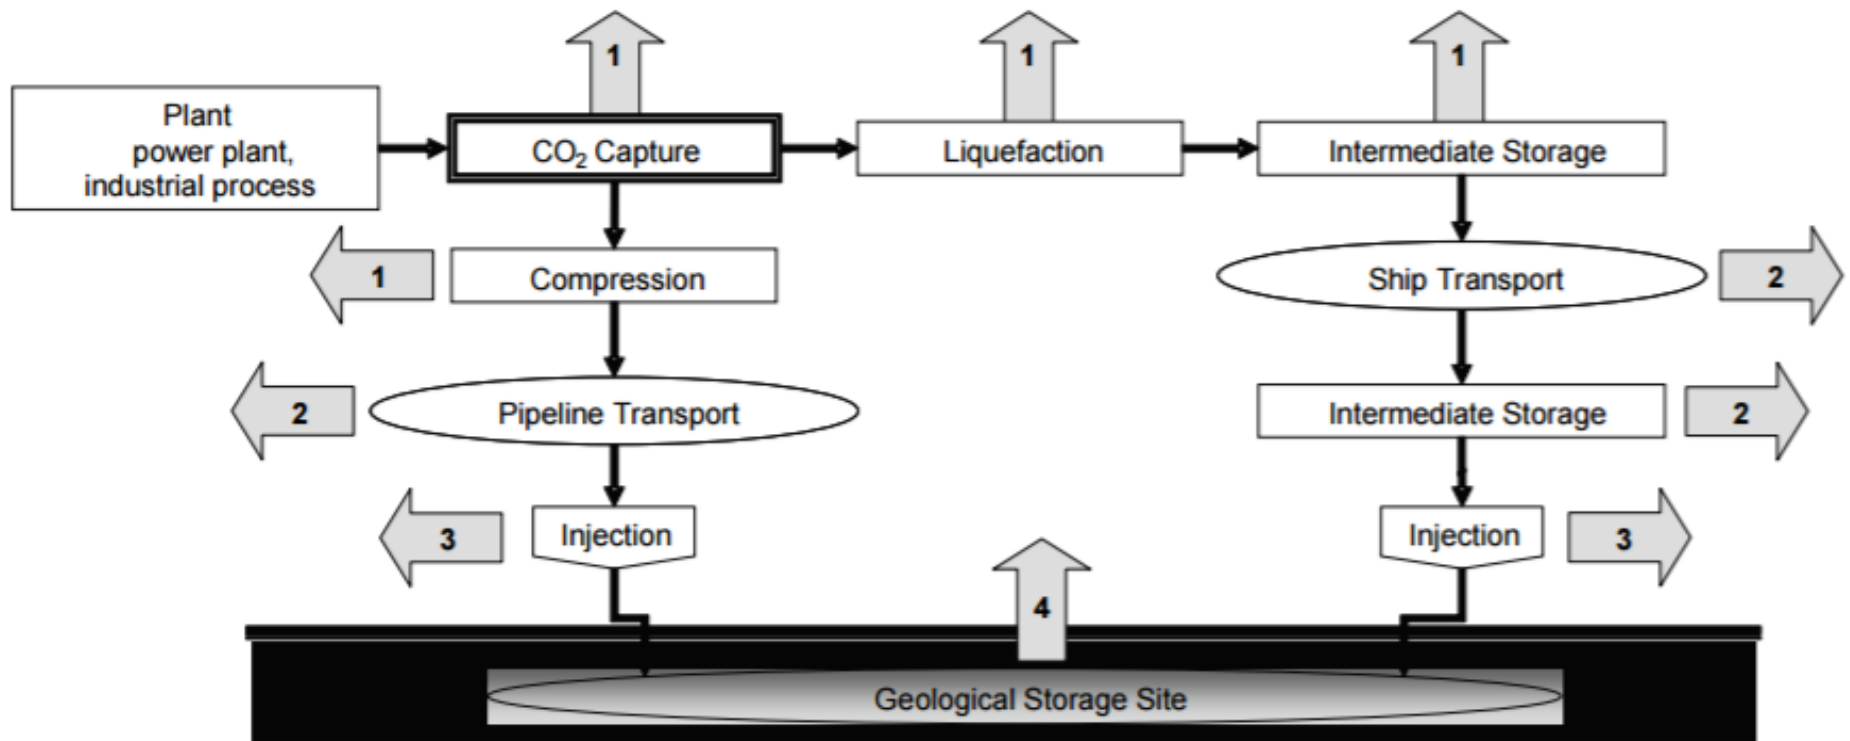 1
1
1
Plant
power plant,
industrial process
CO₂ Capture
Liquefaction
Intermediate Storage
1
Compression
Ship Transport
2
2
Pipeline Transport
Intermediate Storage
2
3
Injection
4
Injection
3
Geological Storage Site